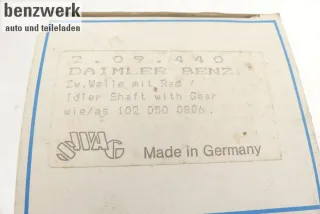 benzwerk
auto und teileladen
2.09.440
DAIMLER BENZ
Zw.Welle mit Rad /
Idler Shaft with Gear
wie/as 102 050 0806.
SWAG
Made in Germany